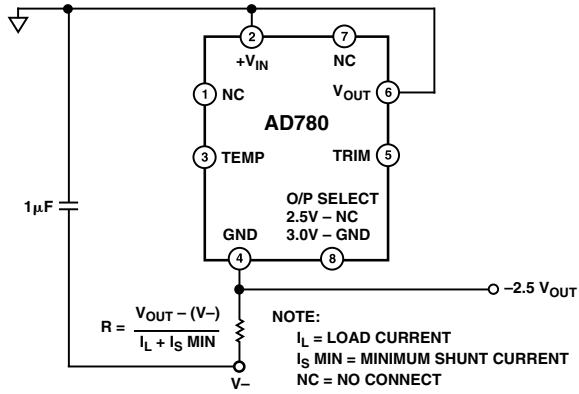 2
+VIN
7
NC
1 NC
VOUT 6
AD780
3 TEMP
TRIM 5
O/P SELECT
2.5V – NC
3.0V – GND
1µF
GND
4
8
–2.5 VOUT
R = VOUT – (V–)
IL + IS MIN
NOTE:
IL = LOAD CURRENT
IS MIN = MINIMUM SHUNT CURRENT
NC = NO CONNECT
V–